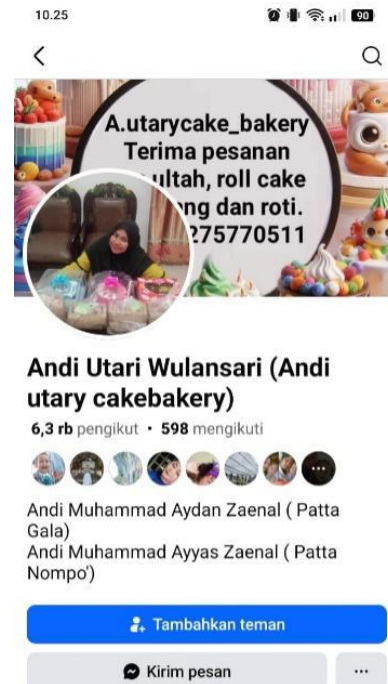 10.25
90
A.utarycake_bakery
Terima pesanan
ultah, roll cake
dan roti.
275770511
Andi Utari Wulansari (Andi
utary cakebakery)
6,3 rb pengikut • 598 mengikuti
Andi Muhammad Aydan Zaenal ( Patta
Gala)
Andi Muhammad Ayyas Zaenal ( Patta
Nompo')
Tambahkan teman
Kirim pesan